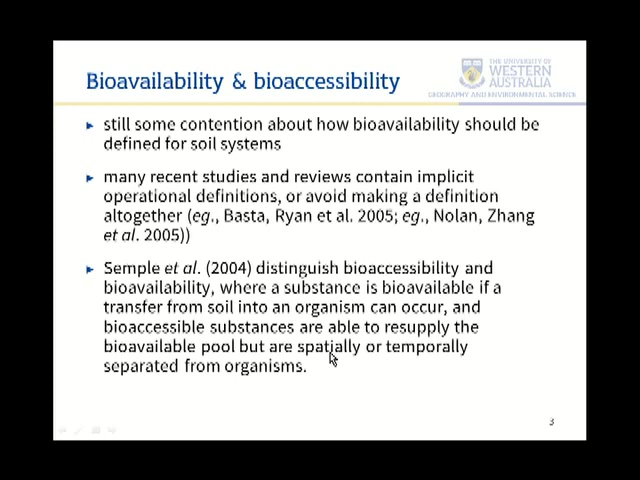 Bioavailability & bioaccessibility
THE UNIVERSITY OF
WESTERN
AUSTRALIA
GEOGRAPHY AND ENVIRONMENTAL SCIENCE
▸ still some contention about how bioavailability should be
defined for soil systems
▸ many recent studies and reviews contain implicit
operational definitions, or avoid making a definition
altogether (eg., Basta, Ryan et al. 2005; eg., Nolan, Zhang
et al. 2005))
▸ Semple et al. (2004) distinguish bioaccessibility and
bioavailability, where a substance is bioavailable if a
transfer from soil into an organism can occur, and
bioaccessible substances are able to resupply the
bioavailable pool but are spatially or temporally
separated from organisms.
3